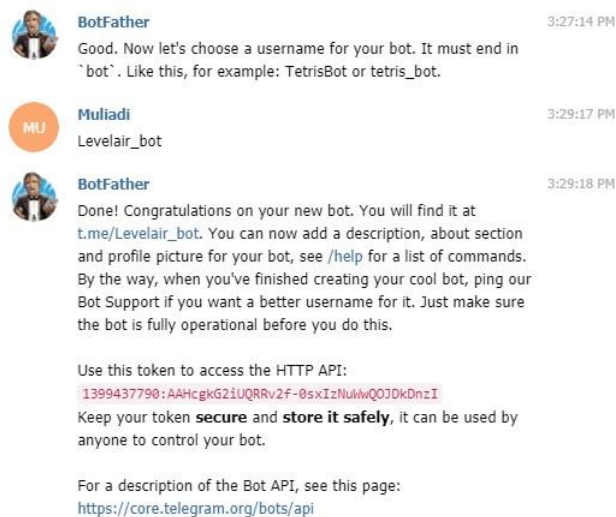 BotFather 3:27:14 PM
Good. Now let's choose a username for your bot. It must end in
`bot`. Like this, for example: TetrisBot or tetris_bot.
MU
Muliadi 3:29:17 PM
Levelair_bot
BotFather 3:29:18 PM
Done! Congratulations on your new bot. You will find it at
t.me/Levelair_bot. You can now add a description, about section
and profile picture for your bot, see /help for a list of commands.
By the way, when you've finished creating your cool bot, ping our
Bot Support if you want a better username for it. Just make sure
the bot is fully operational before you do this.
Use this token to access the HTTP API:
1399437790:AAHcgkG2iUQRRv2f-0sxIzNuWwQOJDkDnzI
Keep your token secure and store it safely, it can be used by
anyone to control your bot.
For a description of the Bot API, see this page:
https://core.telegram.org/bots/api